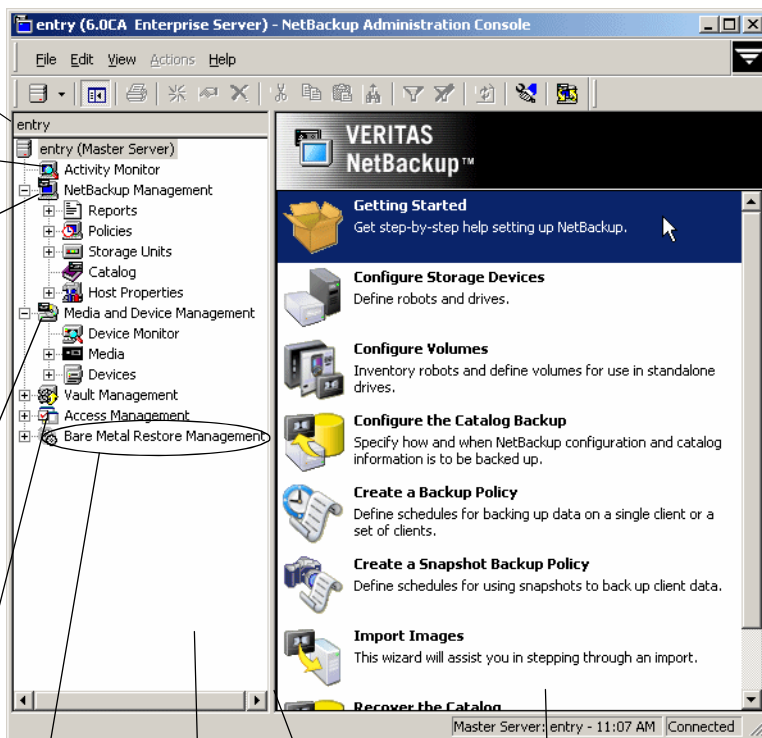 entry (6.0CA Enterprise Server) - NetBackup Administration Console
File Edit View Actions Help
entry
entry (Master Server)
Activity Monitor
NetBackup Management
Reports
Policies
Storage Units
Catalog
Host Properties
Media and Device Management
Device Monitor
Media
Devices
Vault Management
Access Management
Bare Metal Restore Management
VERITAS
NetBackup™
Getting Started
Get step-by-step help setting up NetBackup.
Configure Storage Devices
Define robots and drives.
Configure Volumes
Inventory robots and define volumes for use in standalone
drives.
Configure the Catalog Backup
Specify how and when NetBackup configuration and catalog
information is to be backed up.
Create a Backup Policy
Define schedules for backing up data on a single client or a
set of clients.
Create a Snapshot Backup Policy
Define schedules for using snapshots to back up client data.
Import Images
This wizard will assist you in stepping through an import.
Recover the Catalog
Master Server: entry - 11:07 AM Connected